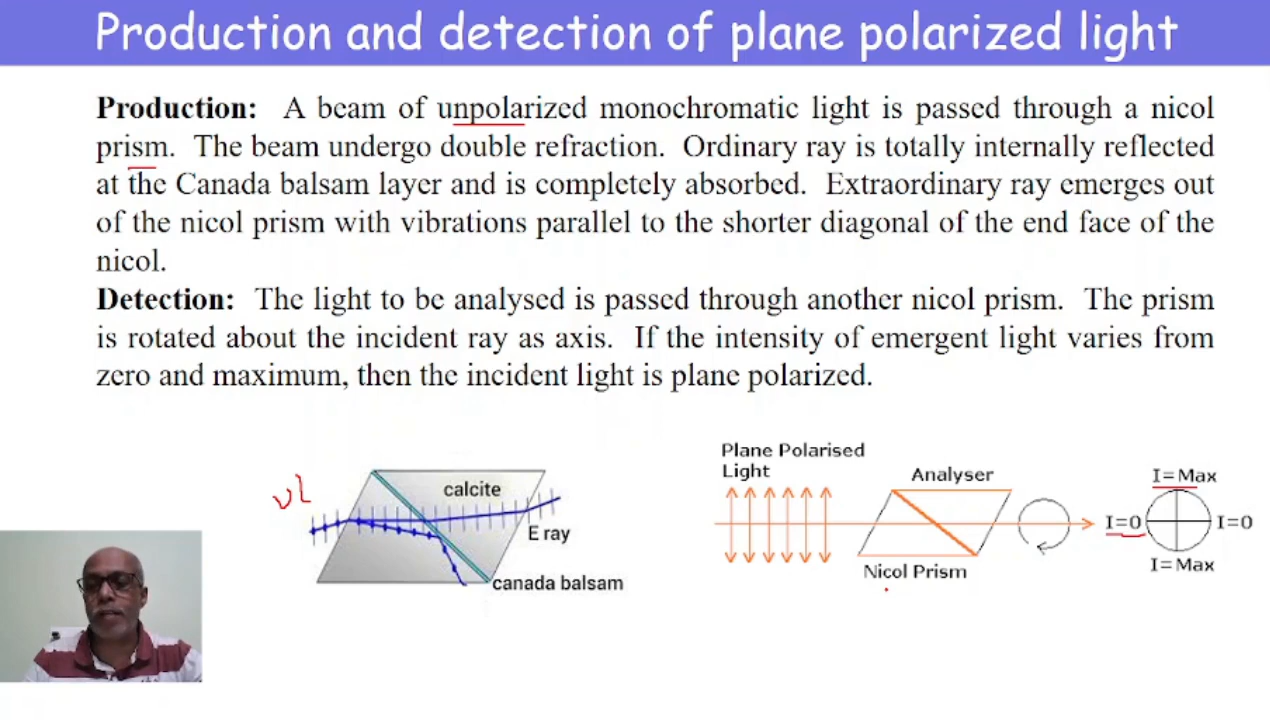 Production and detection of plane polarized light
Production: A beam of unpolarized monochromatic light is passed through a nicol
prism. The beam undergo double refraction. Ordinary ray is totally internally reflected
at the Canada balsam layer and is completely absorbed. Extraordinary ray emerges out
of the nicol prism with vibrations parallel to the shorter diagonal of the end face of the
nicol.
Detection: The light to be analysed is passed through another nicol prism. The prism
is rotated about the incident ray as axis. If the intensity of emergent light varies from
zero and maximum, then the incident light is plane polarized.
calcite
E ray
canada balsam
Plane Polarised
Light
Analyser
Nicol Prism
I=Max
I=0
I=0
I=Max